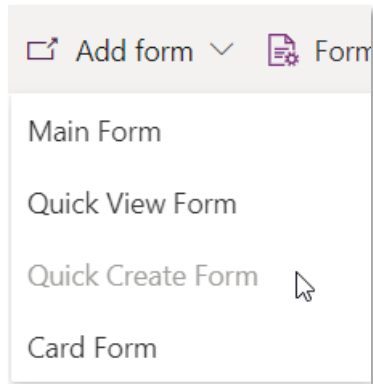 Add form Form
Main Form
Quick View Form
Quick Create Form
Card Form